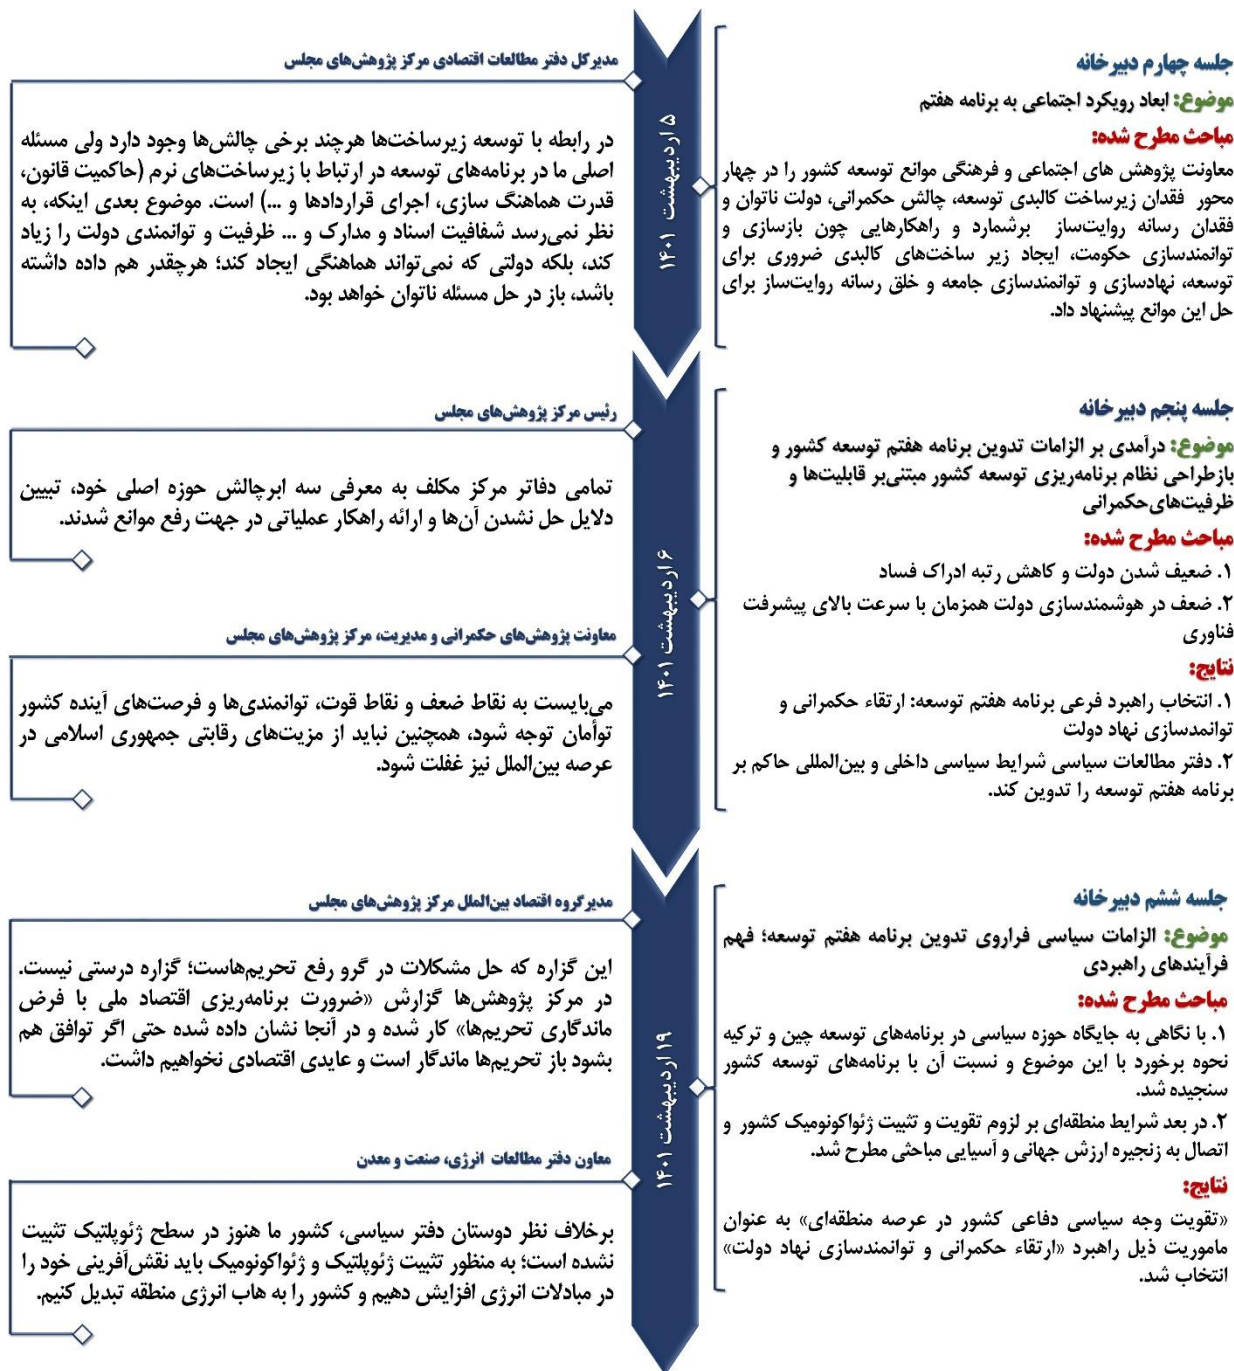 جلسه چهارم دبیرخانه
موضوع: ابعاد رویکرد اجتماعی به برنامه هفتم
مباحث مطرح شده:
معاونت پژوهش های اجتماعی و فرهنگی موانع توسعه کشور را در چهار
محور فقدان زیرساخت کالبدی توسعه، چالش حکمرانی، دولت ناتوان و
فقدان رسانه روایت‌ساز برشمارد و راهکارهایی چون بازسازی و
توانمندسازی حکومت، ایجاد زیر ساخت‌های کالبدی ضروری برای
توسعه، نهادسازی و توانمندسازی جامعه و خلق رسانه روایت‌ساز برای
حل این موانع پیشنهاد داد.
۵ اردیبهشت ۱۴۰۱
مدیرکل دفتر مطالعات اقتصادی مرکز پژوهش‌های مجلس
در رابطه با توسعه زیرساخت‌ها هرچند برخی چالش‌ها وجود دارد ولی مسئله
اصلی ما در برنامه‌های توسعه در ارتباط با زیرساخت‌های نرم (حاکمیت قانون،
قدرت هماهنگ سازی، اجرای قراردادها و ...) است. موضوع بعدی اینکه، به
نظر نمی‌رسد شفافیت اسناد و مدارک و ... ظرفیت و توانمندی دولت را زیاد
کند، بلکه دولتی که نمی‌تواند هماهنگی ایجاد کند؛ هرچقدر هم داده داشته
باشد، باز در حل مسئله ناتوان خواهد بود.
جلسه پنجم دبیرخانه
موضوع: درآمدی بر الزامات تدوین برنامه هفتم توسعه کشور و
بازطراحی نظام برنامه‌ریزی توسعه کشور مبتنی‌بر قابلیت‌ها و
ظرفیت‌های‌حکمرانی
مباحث مطرح شده:
۱. ضعیف شدن دولت و کاهش رتبه ادراک فساد
۲. ضعف در هوشمندسازی دولت همزمان با سرعت بالای پیشرفت
فناوری
نتایج:
۱. انتخاب راهبرد فرعی برنامه هفتم توسعه: ارتقاء حکمرانی و
توانمدسازی نهاد دولت
۲. دفتر مطالعات سیاسی شرایط سیاسی داخلی و بین‌المللی حاکم بر
برنامه هفتم توسعه را تدوین کند.
۶ اردیبهشت ۱۴۰۱
رئیس مرکز پژوهش‌های مجلس
تمامی دفاتر مرکز مکلف به معرفی سه ابرچالش حوزه اصلی خود، تبیین
دلایل حل نشدن آن‌ها و ارائه راهکار عملیاتی در جهت رفع موانع شدند.
معاونت پژوهش‌های حکمرانی و مدیریت، مرکز پژوهش‌های مجلس
می‌بایست به نقاط ضعف و نقاط قوت، توانمندی‌ها و فرصت‌های آینده کشور
توأمان توجه شود، همچنین نباید از مزیت‌های رقابتی جمهوری اسلامی در
عرصه بین‌الملل نیز غفلت شود.
جلسه ششم دبیرخانه
موضوع: الزامات سیاسی فراروی تدوین برنامه هفتم توسعه؛ فهم
فرآیندهای راهبردی
مباحث مطرح شده:
۱. با نگاهی به جایگاه حوزه سیاسی در برنامه‌های توسعه چین و ترکیه
نحوه برخورد با این موضوع و نسبت آن با برنامه‌های توسعه کشور
سنجیده شد.
۲. در بعد شرایط منطقه‌ای بر لزوم تقویت و تثبیت ژئواکونومیک کشور و
اتصال به زنجیره ارزش جهانی و آسیایی مباحثی مطرح شد.
نتایج:
«تقویت وجه سیاسی دفاعی کشور در عرصه منطقه‌ای» به عنوان
ماموریت ذیل راهبرد «ارتقاء حکمرانی و توانمندسازی نهاد دولت»
انتخاب شد.
۱۹ اردیبهشت ۱۴۰۱
مدیرگروه اقتصاد بین‌الملل مرکز پژوهش‌های مجلس
این گزاره که حل مشکلات در گرو رفع تحریم‌هاست؛ گزاره درستی نیست.
در مرکز پژوهش‌ها گزارش «ضرورت برنامه‌ریزی اقتصاد ملی با فرض
ماندگاری تحریم‌ها» کار شده و در آنجا نشان داده شده حتی اگر توافق هم
بشود باز تحریم‌ها ماندگار است و عایدی اقتصادی نخواهیم داشت.
معاون دفتر مطالعات انرژی، صنعت و معدن
برخلاف نظر دوستان دفتر سیاسی، کشور ما هنوز در سطح ژئوپلتیک تثبیت
نشده است؛ به منظور تثبیت ژئوپلتیک و ژئواکونومیک باید نقش‌آفرینی خود را
در مبادلات انرژی افزایش دهیم و کشور را به هاب انرژی منطقه تبدیل کنیم.